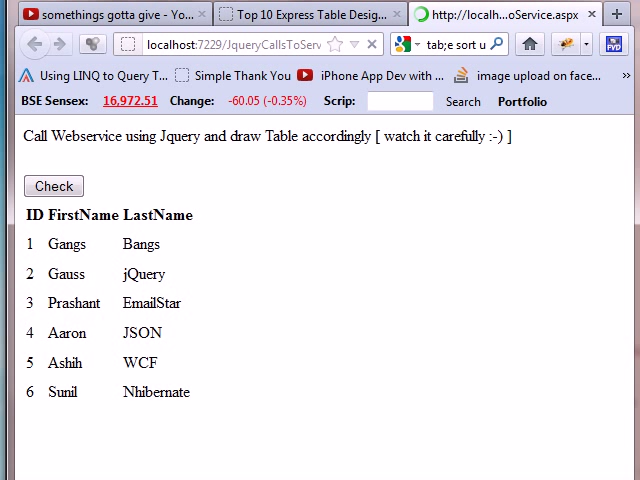 somethings gotta give - Yo...
Top 10 Express Table Desig...
http://localh...oService.aspx
localhost:7229/JqueryCallsToServ
tab;e sort u
Using LINQ to Query T...
Simple Thank You
iPhone App Dev with ...
image upload on face...
BSE Sensex: 16,972.51 Change: -60.05 (-0.35%) Scrip: Search Portfolio
Call Webservice using Jquery and draw Table accordingly [ watch it carefully :-) ]
Check
ID FirstName LastName
1 Gangs Bangs
2 Gauss jQuery
3 Prashant EmailStar
4 Aaron JSON
5 Ashih WCF
6 Sunil Nhibernate